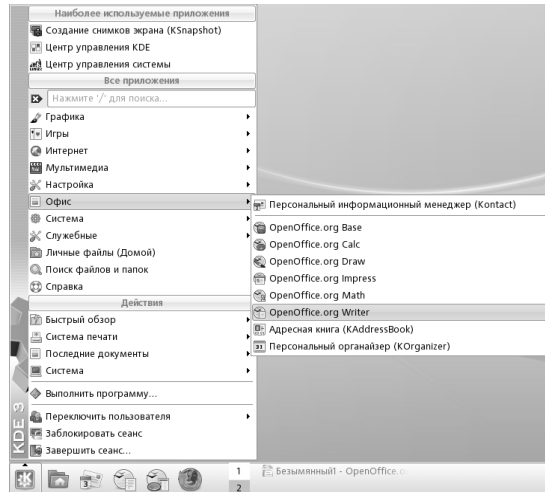 Наиболее используемые приложения
Создание снимков экрана (KSnapshot)
Центр управления KDE
Центр управления системы
Все приложения
Нажмите '/' для поиска...
Графика
Игры
Интернет
Мультимедиа
Настройка
Офис
Система
Служебные
Личные файлы (Домой)
Поиск файлов и папок
Справка
Действия
Быстрый обзор
Система печати
Последние документы
Система
Выполнить программу...
Переключить пользователя
Заблокировать сеанс
Завершить сеанс...
Персональный информационный менеджер (Kontact)
OpenOffice.org Base
OpenOffice.org Calc
OpenOffice.org Draw
OpenOffice.org Impress
OpenOffice.org Math
OpenOffice.org Writer
Адресная книга (KAddressBook)
Персональный органайзер (KOrganizer)
KDE 3
1
2
Безымянный1 - OpenOffice.o